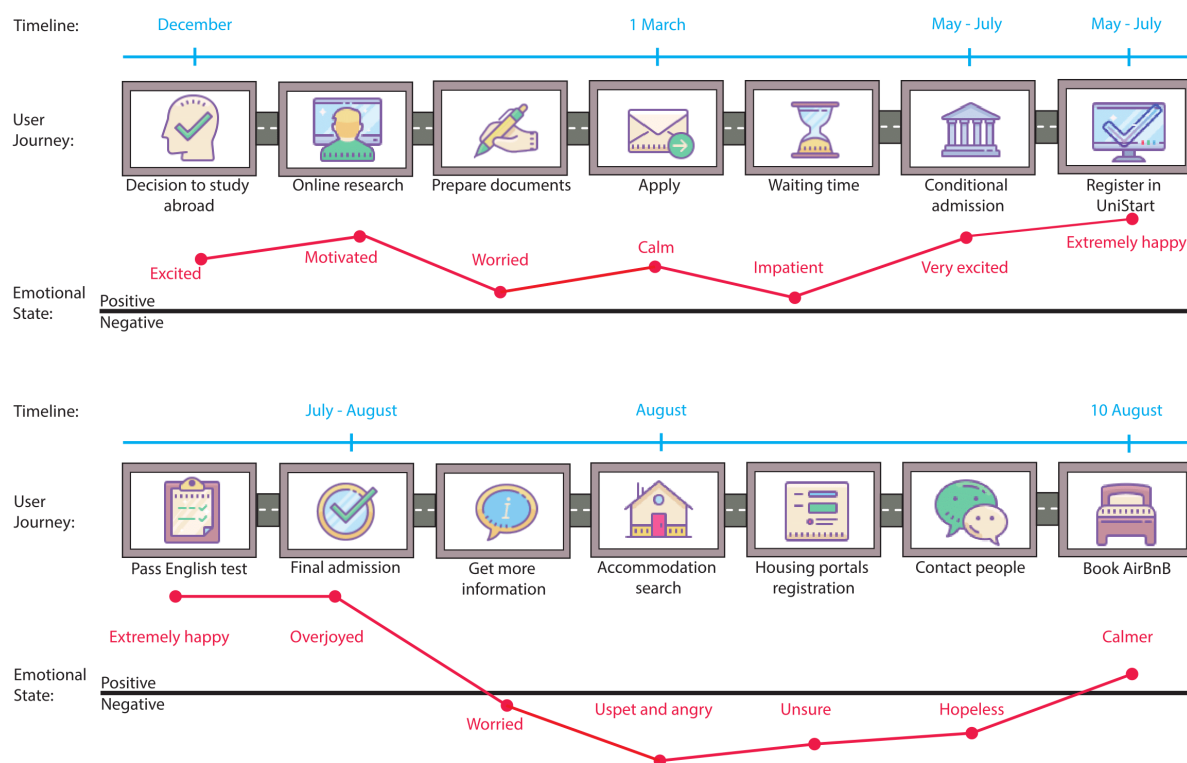 Timeline:
December
1 March
May - July
May - July
User
Journey:
Decision to study
abroad
Online research
Prepare documents
Apply
Waiting time
Conditional
admission
Register in
UniStart
Excited
Motivated
Worried
Calm
Impatient
Very excited
Extremely happy
Emotional
State:
Positive
Negative
Timeline:
July - August
August
10 August
User
Journey:
i
Pass English test
Final admission
Get more
information
Accommodation
search
Housing portals
registration
Contact people
Book AirBnB
Extremely happy
Overjoyed
Worried
Uspet and angry
Unsure
Hopeless
Calmer
Emotional
State:
Positive
Negative